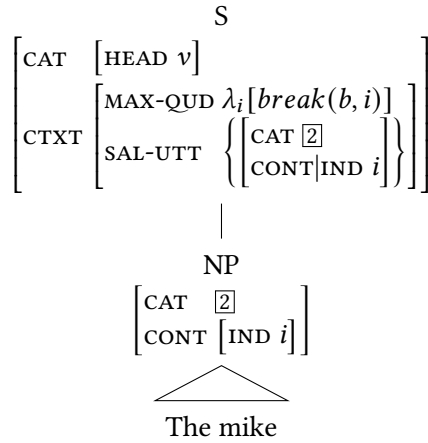 S
CAT [HEAD v]
CTXT [MAX-QUD λi[break(b, i)]
SAL-UTT {[CAT 2
CONT|IND i]}]
NP
[CAT 2
CONT [IND i]]
The mike